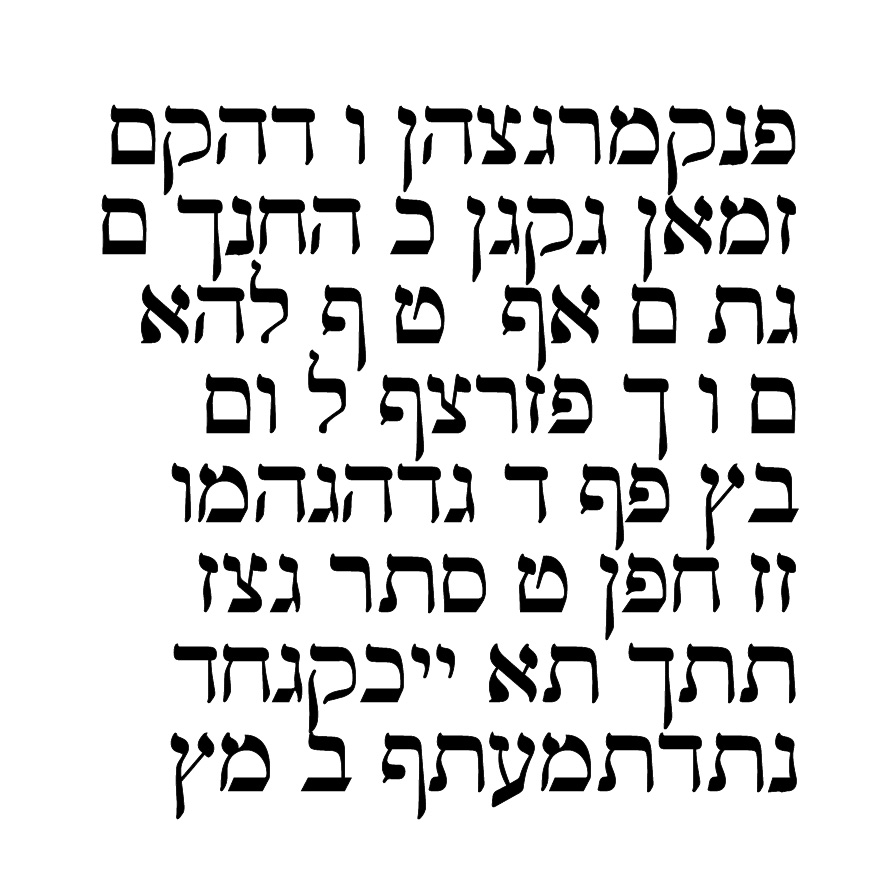 פנקמרגצהן ו דהקם
זמאן גקגן כ החנך ם
גת ם אף ט ף להא
ם ו ך פזרצף ל ום
בץ פף ד גדהגהמו
זז חפן ט סתר גצז
תתך תא ייכקגחד
נתדתמעתף ב מץ